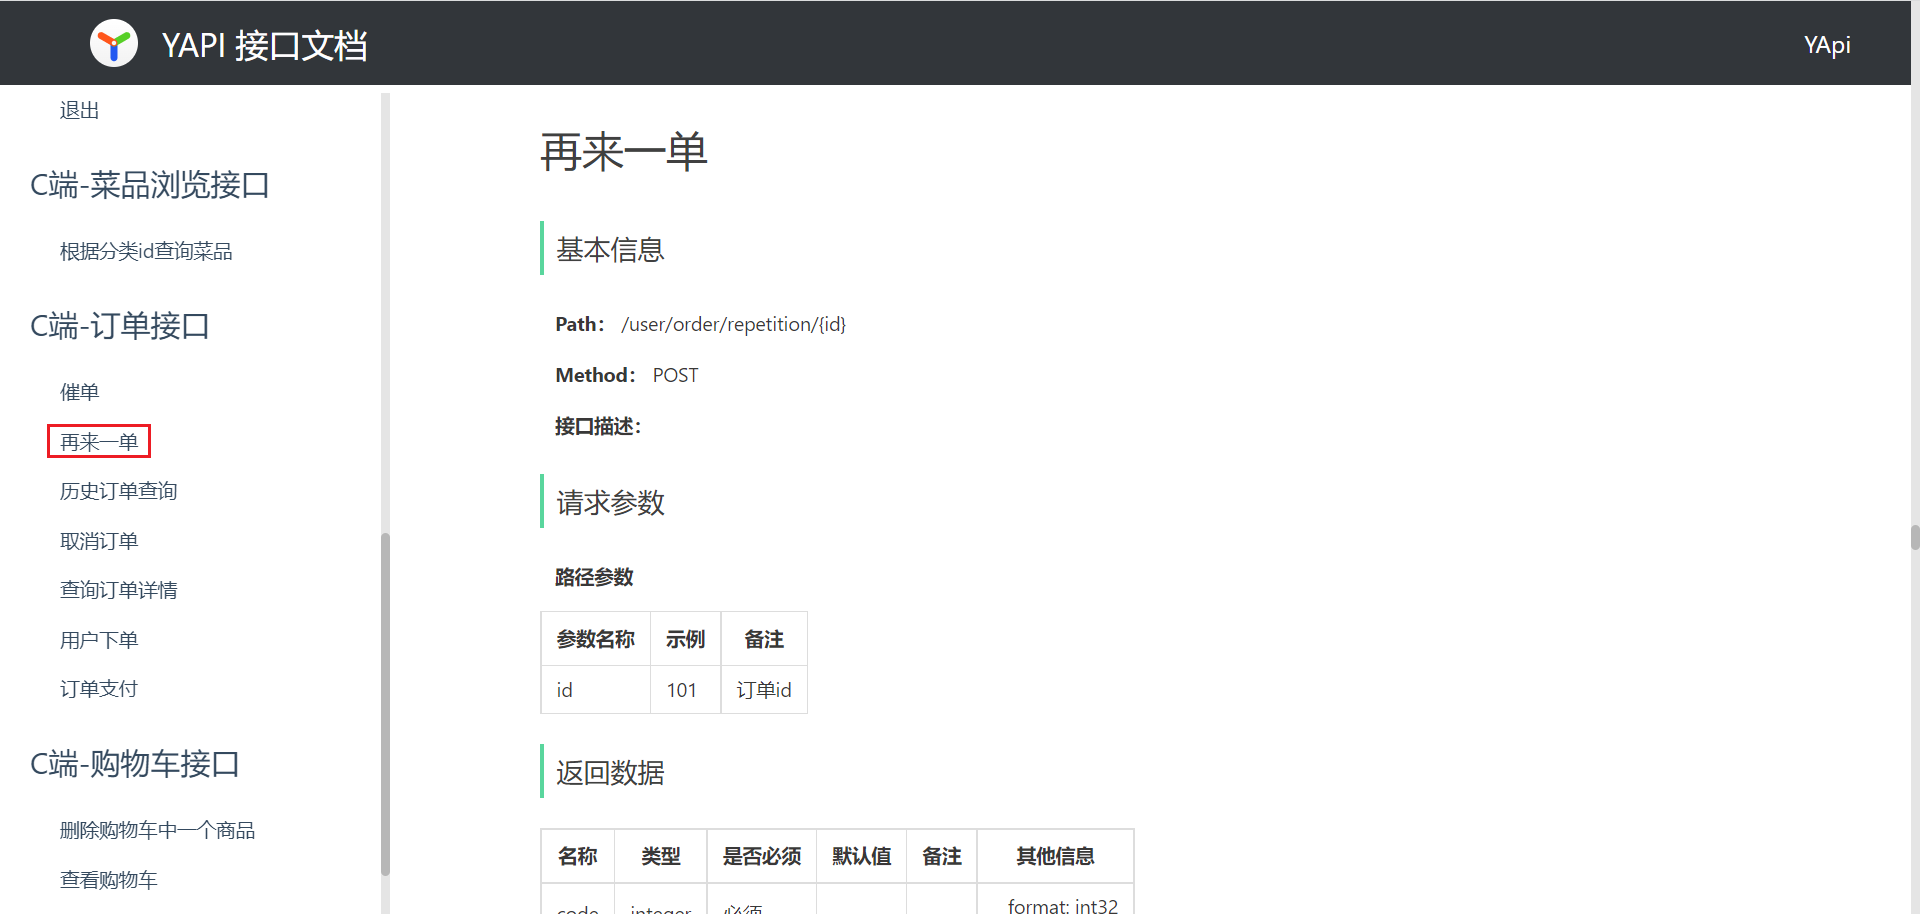 YAPI 接口文档
YApi
退出
C端-菜品浏览接口
根据分类id查询菜品
C端-订单接口
催单
再来一单
历史订单查询
取消订单
查询订单详情
用户下单
订单支付
C端-购物车接口
删除购物车中一个商品
查看购物车
再来一单
基本信息
Path： /user/order/repetition/{id}
Method： POST
接口描述：
请求参数
路径参数
参数名称 示例 备注
id 101 订单id
返回数据
名称 类型 是否必须 默认值 备注 其他信息
code integer 必须 format: int32